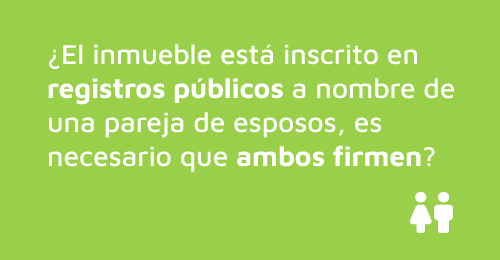 ¿El inmueble está inscrito en
registros públicos a nombre de
una pareja de esposos, es
necesario que ambos firmen?